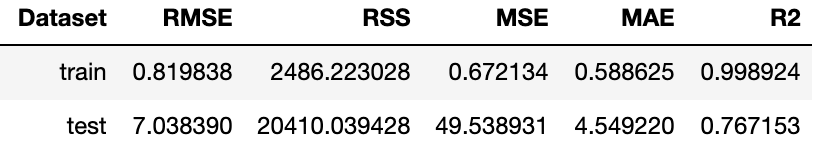 Dataset RMSE RSS MSE MAE R2
train 0.819838 2486.223028 0.672134 0.588625 0.998924
test 7.038390 20410.039428 49.538931 4.549220 0.767153